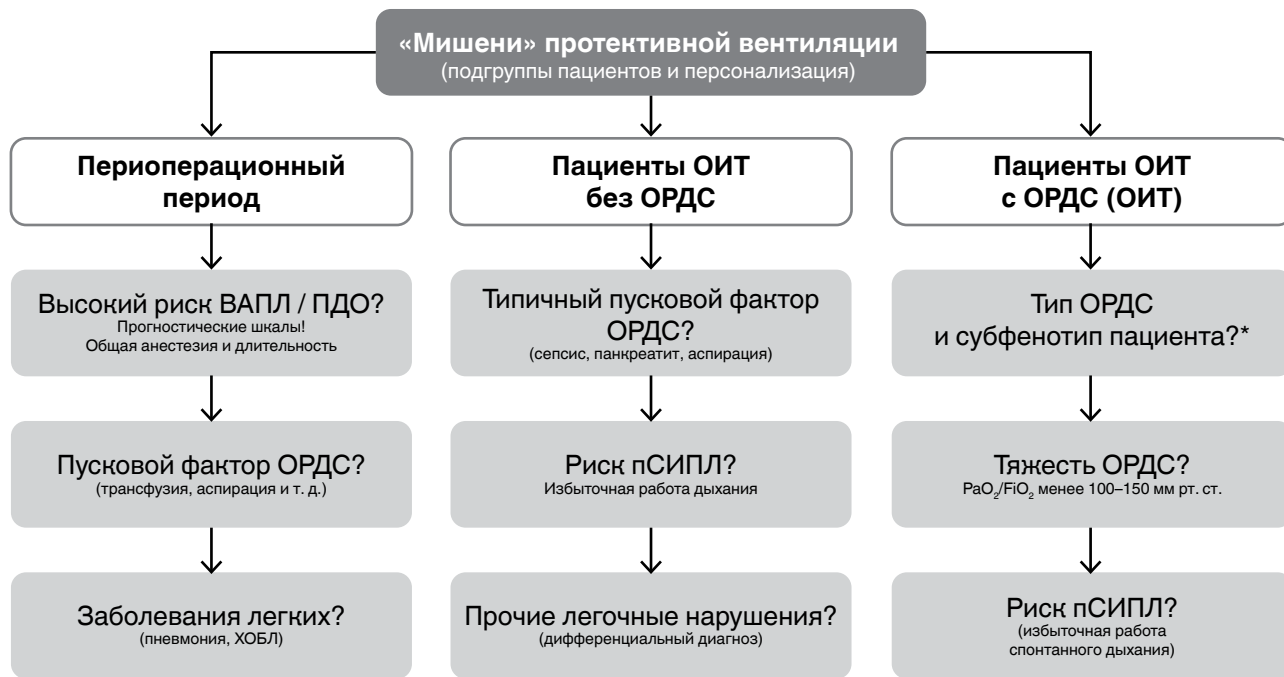 «Мишени» протективной вентиляции
(подгруппы пациентов и персонализация)
Периоперационный
период
Высокий риск ВАПЛ / ПДО?
Прогностические шкалы!
Общая анестезия и длительность
Пусковой фактор ОРДС?
(трансфузия, аспирация и т. д.)
Заболевания легких?
(пневмония, ХОБЛ)
Пациенты ОИТ
без ОРДС
Типичный пусковой фактор
ОРДС?
(сепсис, панкреатит, аспирация)
Риск пСИПЛ?
Избыточная работа дыхания
Прочие легочные нарушения?
(дифференциальный диагноз)
Пациенты ОИТ
с ОРДС (ОИТ)
Тип ОРДС
и субфенотип пациента?*
Тяжесть ОРДС?
PaO₂/FiO₂ менее 100–150 мм рт. ст.
Риск пСИПЛ?
(избыточная работа
спонтанного дыхания)